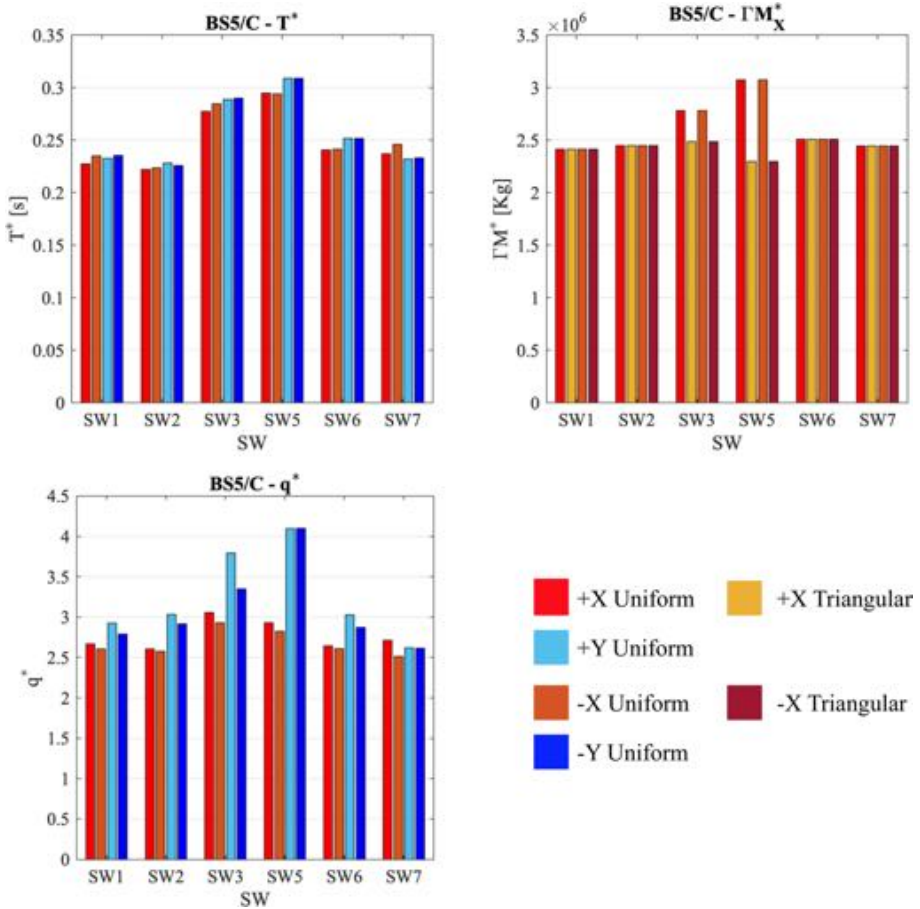 BS5/C - T*
0.35
0.3
0.25
0.2
0.15
0.1
0.05
0
T* [s]
SW1 SW2 SW3 SW5 SW6 SW7
SW
BS5/C - ΓM*X
×10⁶
3.5
3
2.5
2
1.5
1
0.5
0
ΓM* [Kg]
SW1 SW2 SW3 SW5 SW6 SW7
SW
BS5/C - q*
4.5
4
3.5
3
2.5
2
1.5
1
0.5
0
q*
SW1 SW2 SW3 SW5 SW6 SW7
SW
+X Uniform
+X Triangular
+Y Uniform
-X Uniform
-X Triangular
-Y Uniform